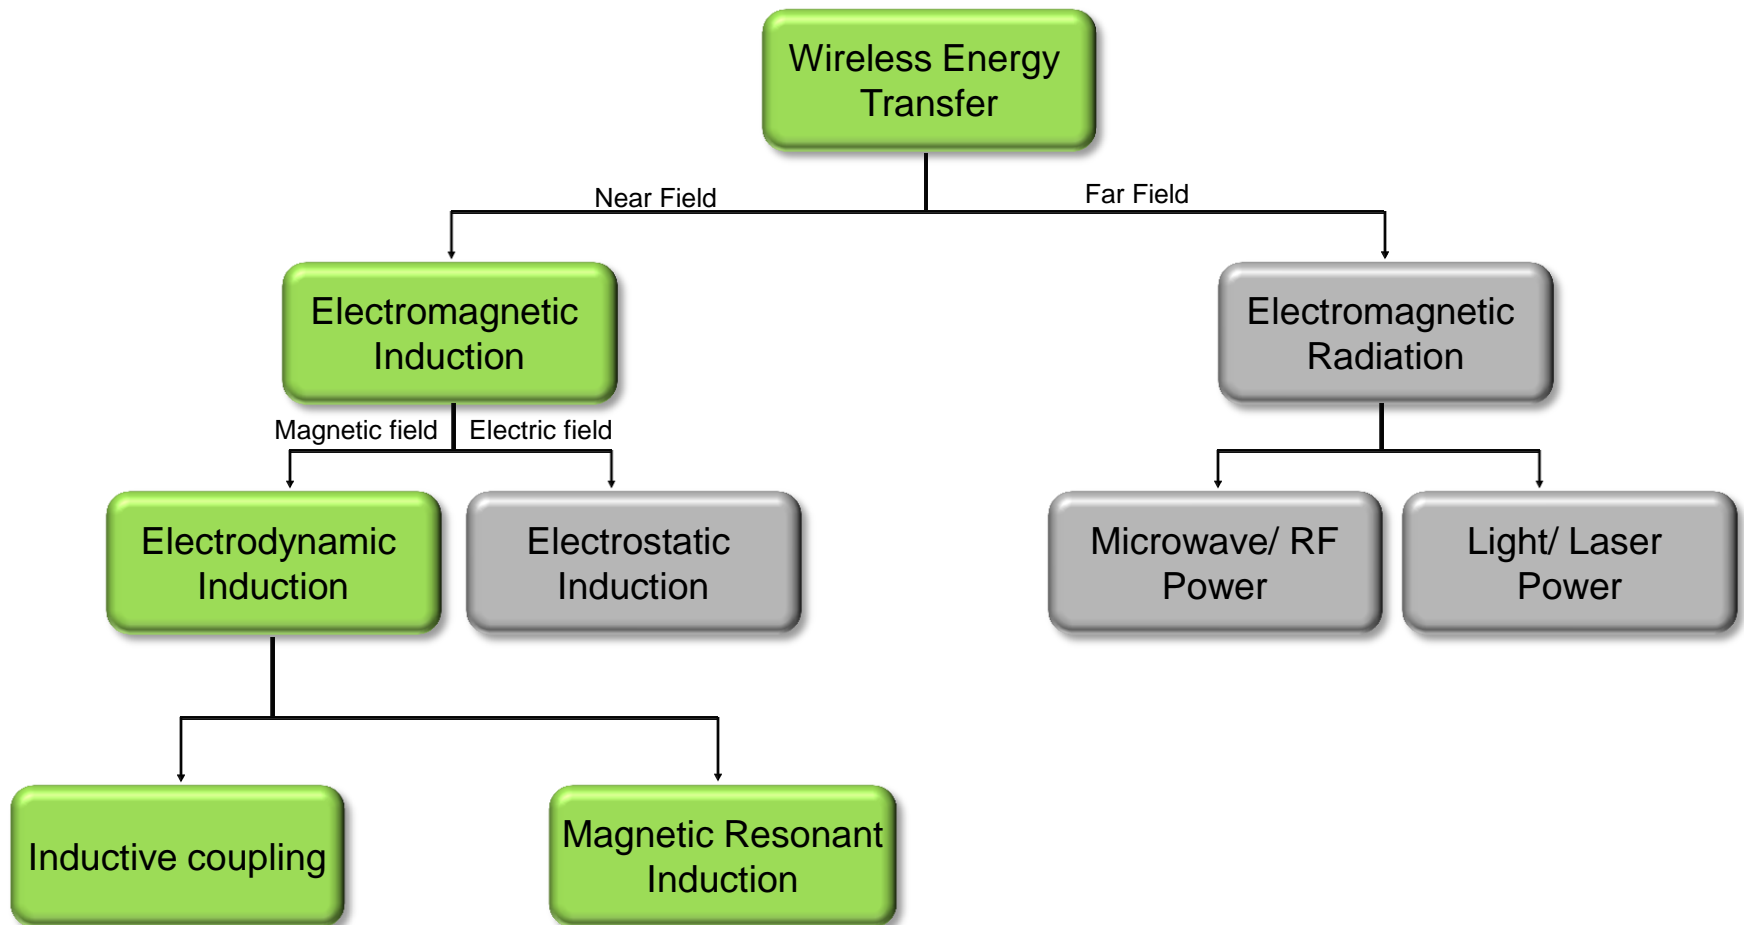 Wireless Energy
Transfer
Near Field
Far Field
Electromagnetic
Induction
Electromagnetic
Radiation
Magnetic field
Electric field
Electrodynamic
Induction
Electrostatic
Induction
Microwave/ RF
Power
Light/ Laser
Power
Inductive coupling
Magnetic Resonant
Induction